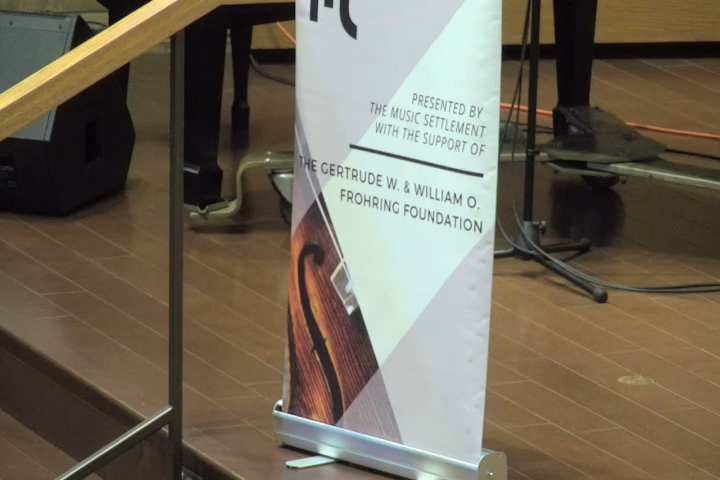 PRESENTED BY
THE MUSIC SETTLEMENT
WITH THE SUPPORT OF
THE GERTRUDE W. & WILLIAM O.
FROHRING FOUNDATION